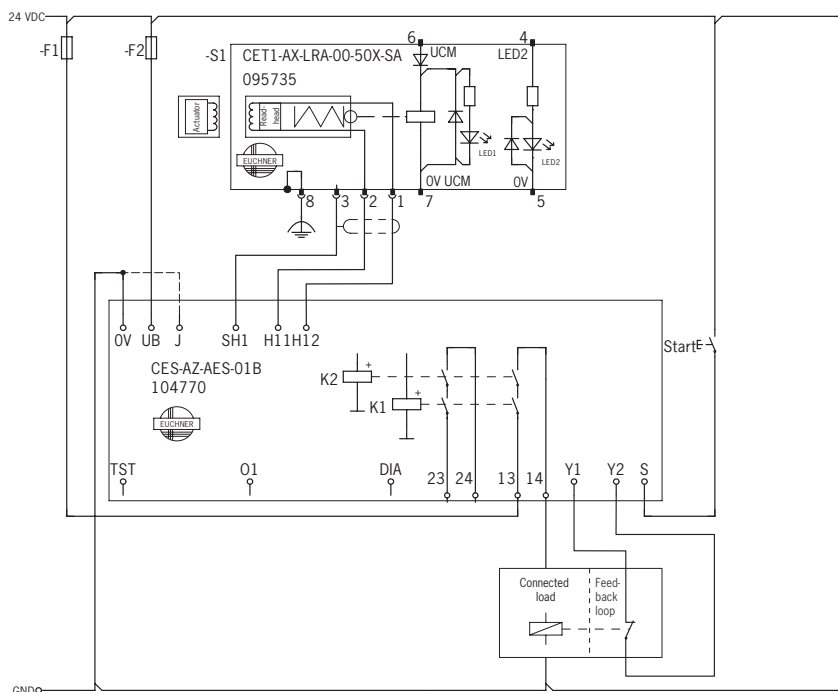 24 VDC
-F1
-F2
-S1
CET1-AX-LRA-00-50X-SA
095735
6
UCM
4
LED2
Actuator
Read-
head
EUCHNER
LED1
LED2
0V UCM
0V
8
3
2
1
7
5
0V
UB
J
SH1
H11
H12
CES-AZ-AES-01B
104770
EUCHNER
K2
+
K1
+
Start
E
TST
O1
DIA
23
24
13
14
Y1
Y2
S
Connected
load
Feed-
back
loop
GND